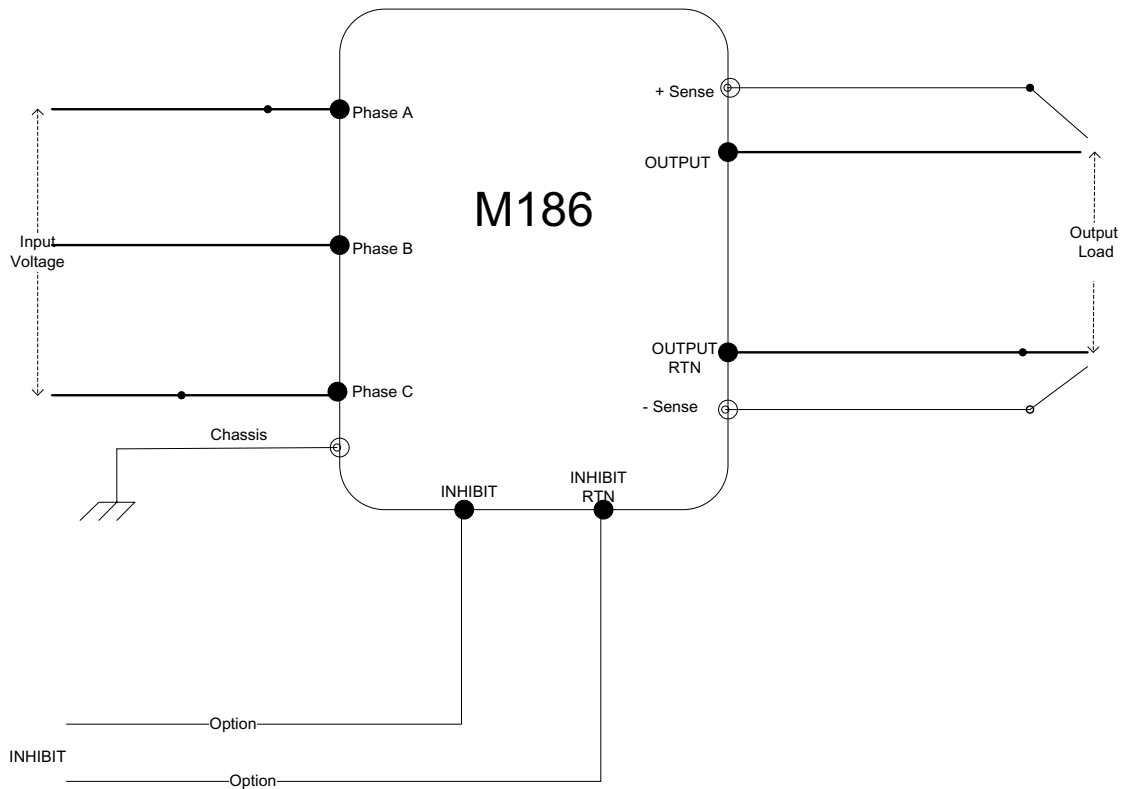 + Sense
Phase A
OUTPUT
M186
Input
Voltage
Phase B
Output
Load
OUTPUT
RTN
Phase C
- Sense
Chassis
INHIBIT
INHIBIT
RTN
Option
INHIBIT
Option